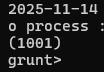 2025-11-14
o process :
(1001)
grunt>